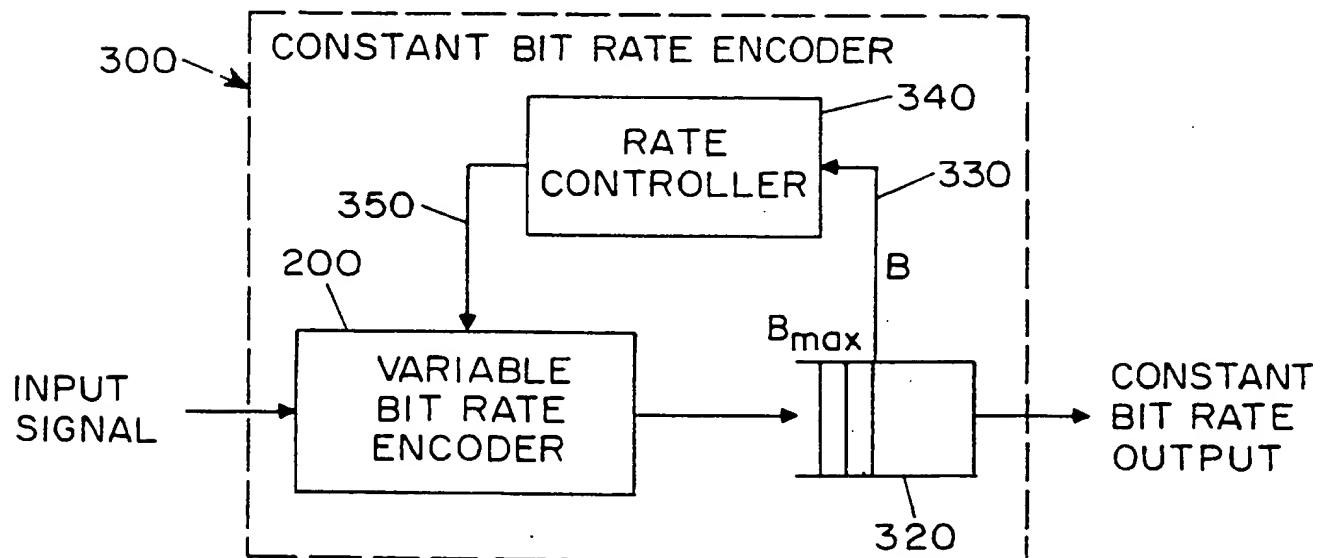 CONSTANT BIT RATE ENCODER
300
340
RATE
CONTROLLER
330
350
200
B
Bmax
VARIABLE
BIT RATE
ENCODER
INPUT
SIGNAL
CONSTANT
BIT RATE
OUTPUT
320